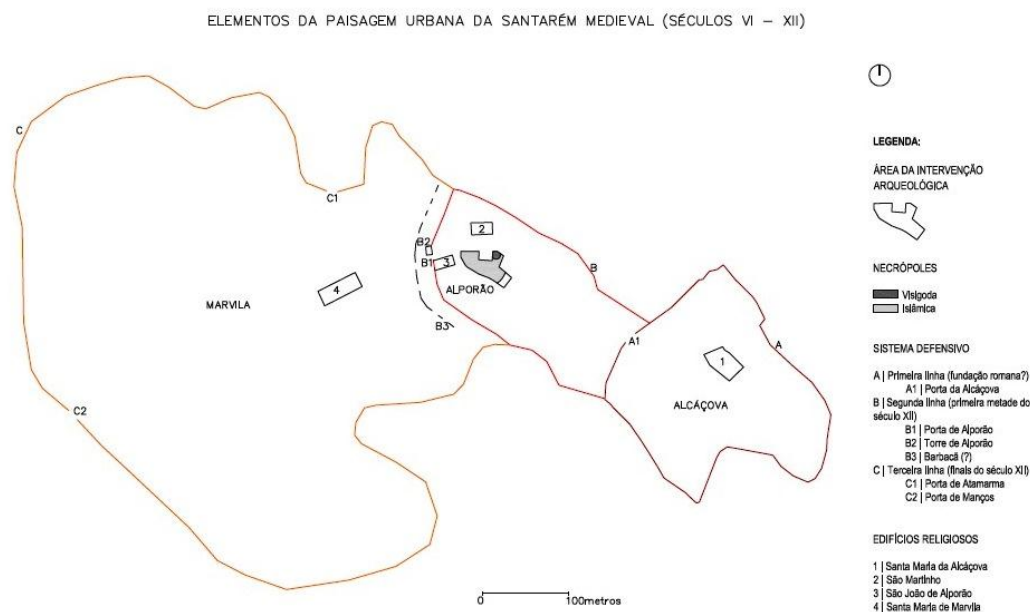 ELEMENTOS DA PAISAGEM URBANA DA SANTARÉM MEDIEVAL (SÉCULOS VI – XII)
C
C1
B2
2
B1
3
B
4
MARVILA
ALPORÃO
B3
A1
A
1
ALCÁÇOVA
C2
0 100metros
LEGENDA:
ÁREA DA INTERVENÇÃO
ARQUEOLÓGICA
NECRÓPOLES
Visigoda
Islâmica
SISTEMA DEFENSIVO
A | Primeira linha (fundação romana?)
A1 | Porta da Alcáçova
B | Segunda linha (primeira metade do
século XII)
B1 | Porta de Alporão
B2 | Torre de Alporão
B3 | Barbacã (?)
C | Terceira linha (finais do século XII)
C1 | Porta de Atamarma
C2 | Porta de Manços
EDIFÍCIOS RELIGIOSOS
1 | Santa Maria da Alcáçova
2 | São Martinho
3 | São João de Alporão
4 | Santa Maria de Marvila